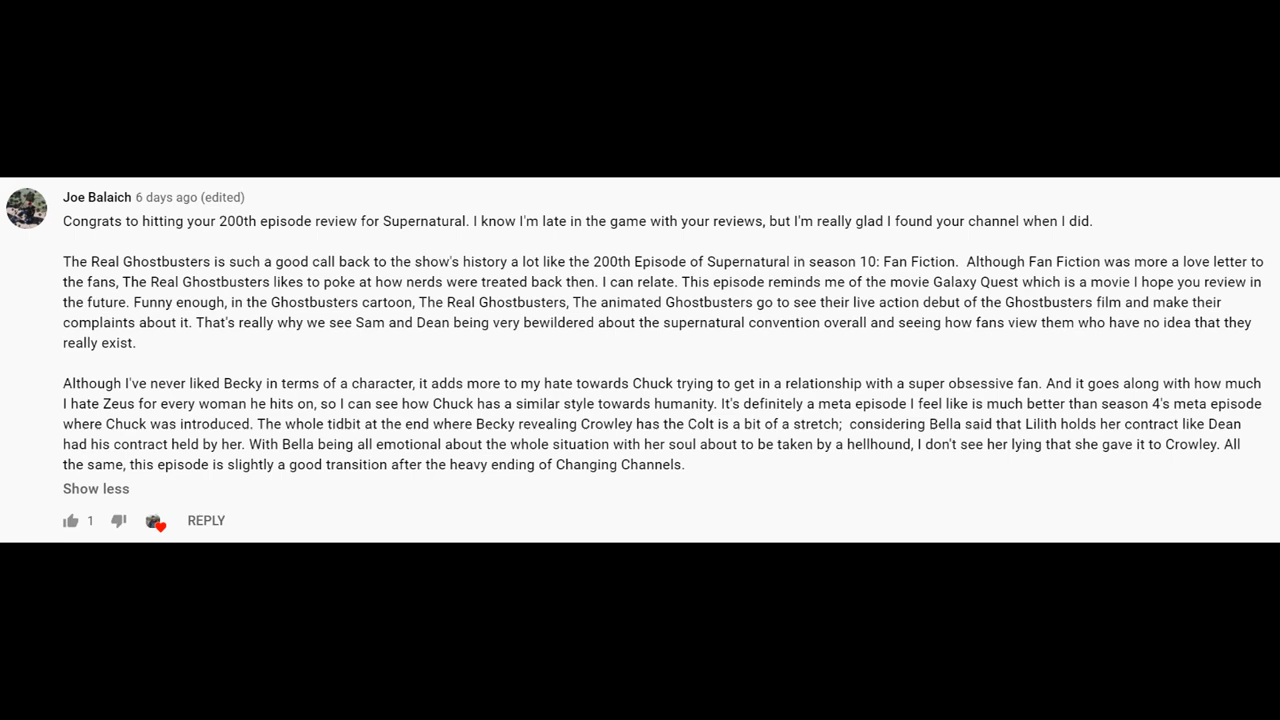 Joe Balaich 6 days ago (edited)
Congrats to hitting your 200th episode review for Supernatural. I know I'm late in the game with your reviews, but I'm really glad I found your channel when I did.
The Real Ghostbusters is such a good call back to the show's history a lot like the 200th Episode of Supernatural in season 10: Fan Fiction.  Although Fan Fiction was more a love letter to
the fans, The Real Ghostbusters likes to poke at how nerds were treated back then. I can relate. This episode reminds me of the movie Galaxy Quest which is a movie I hope you review in
the future. Funny enough, in the Ghostbusters cartoon, The Real Ghostbusters, The animated Ghostbusters go to see their live action debut of the Ghostbusters film and make their
complaints about it. That's really why we see Sam and Dean being very bewildered about the supernatural convention overall and seeing how fans view them who have no idea that they
really exist.
Although I've never liked Becky in terms of a character, it adds more to my hate towards Chuck trying to get in a relationship with a super obsessive fan. And it goes along with how much
I hate Zeus for every woman he hits on, so I can see how Chuck has a similar style towards humanity. It's definitely a meta episode I feel like is much better than season 4's meta episode
where Chuck was introduced. The whole tidbit at the end where Becky revealing Crowley has the Colt is a bit of a stretch;  considering Bella said that Lilith holds her contract like Dean
had his contract held by her. With Bella being all emotional about the whole situation with her soul about to be taken by a hellhound, I don't see her lying that she gave it to Crowley. All
the same, this episode is slightly a good transition after the heavy ending of Changing Channels.
Show less
1 REPLY